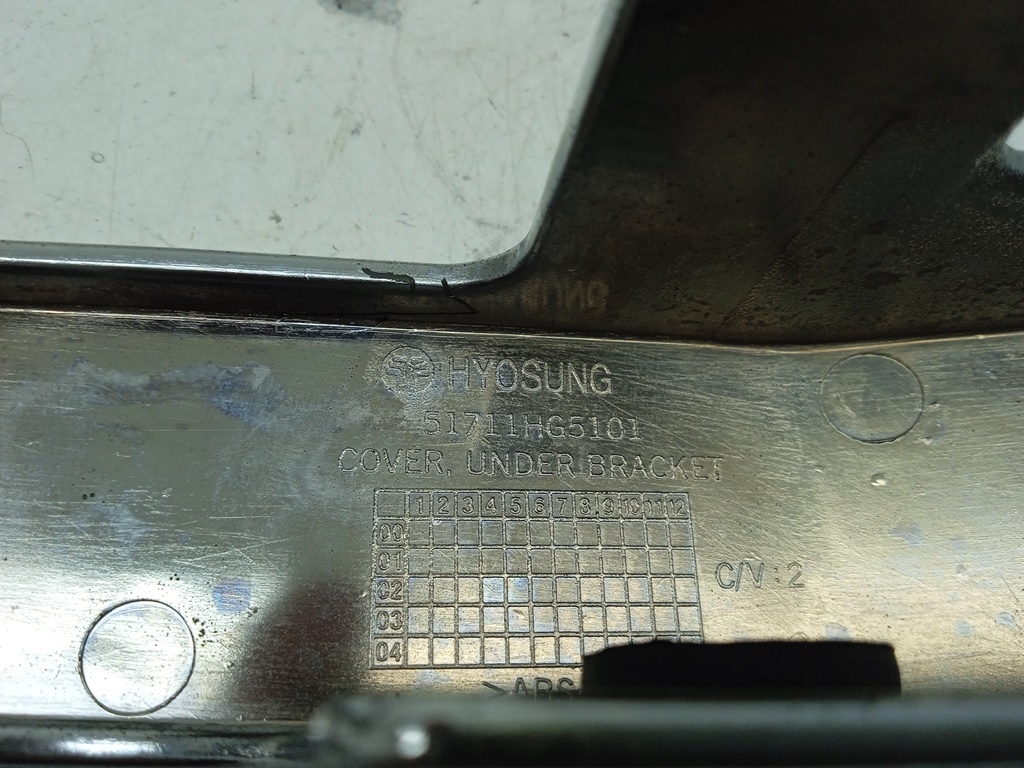 HYOSUNG
51711HG5101
COVER, UNDER BRACKET
1 2 3 4 5 6 7 8 9 10 11 12
00
01
02
03
04
C/V : 2
>ABS